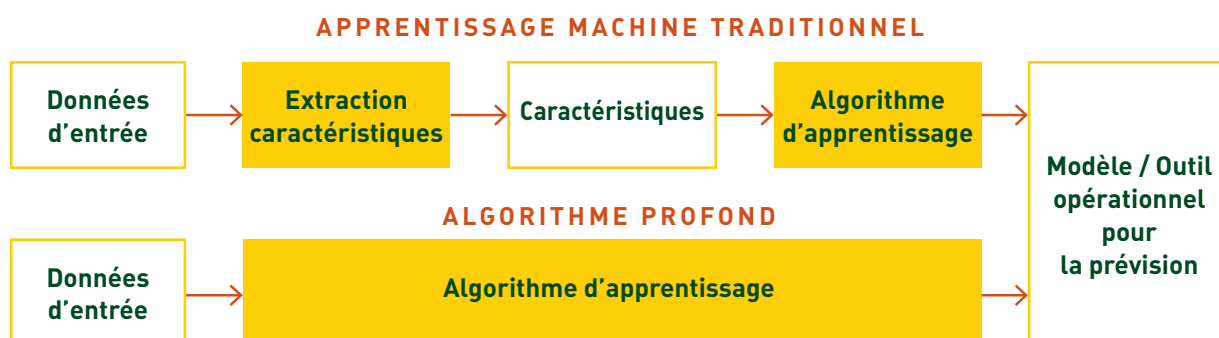 APPRENTISSAGE MACHINE TRADITIONNEL
Données
d’entrée
Extraction
caractéristiques
Caractéristiques
Algorithme
d’apprentissage
Modèle / Outil
opérationnel
pour
la prévision
ALGORITHME PROFOND
Données
d’entrée
Algorithme d’apprentissage